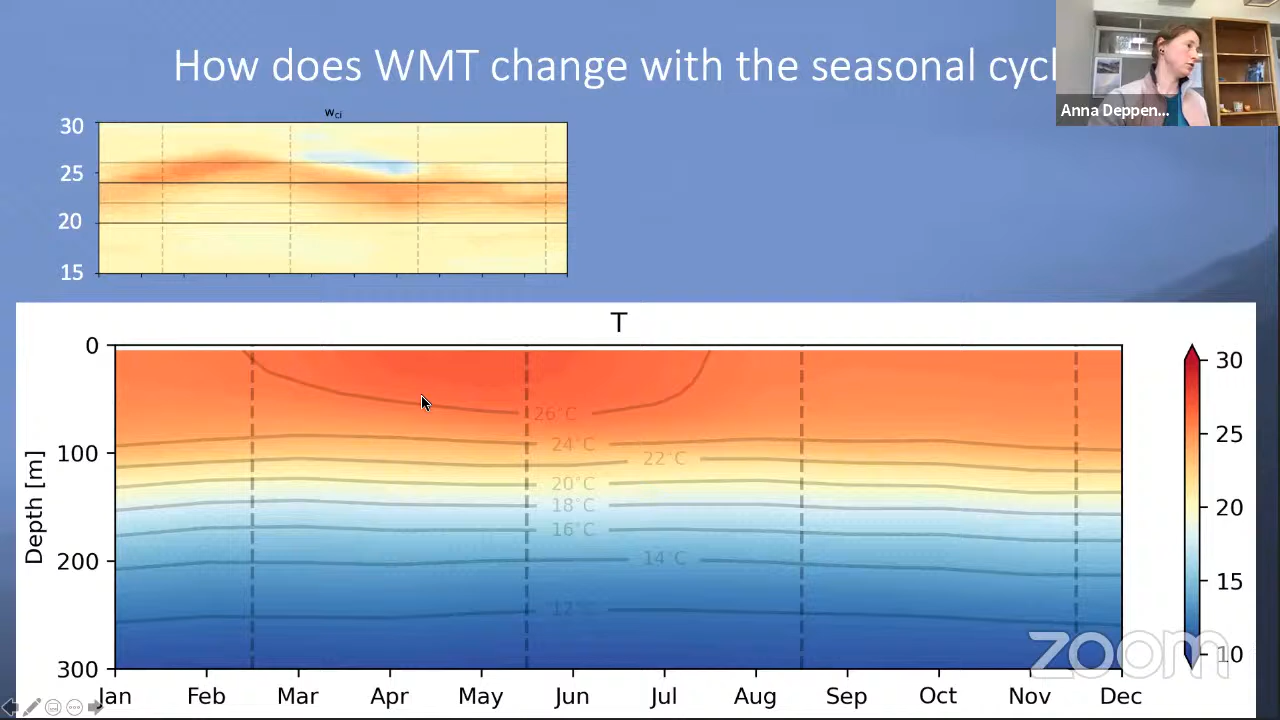 How does WMT change with the seasonal cycl
Anna Deppen...
wci
30
25
20
15
T
0
100
200
300
Depth [m]
26°C
24°C
22°C
20°C
18°C
16°C
14°C
12°C
Jan Feb Mar Apr May Jun Jul Aug Sep Oct Nov Dec
30
25
20
15
10
zoom